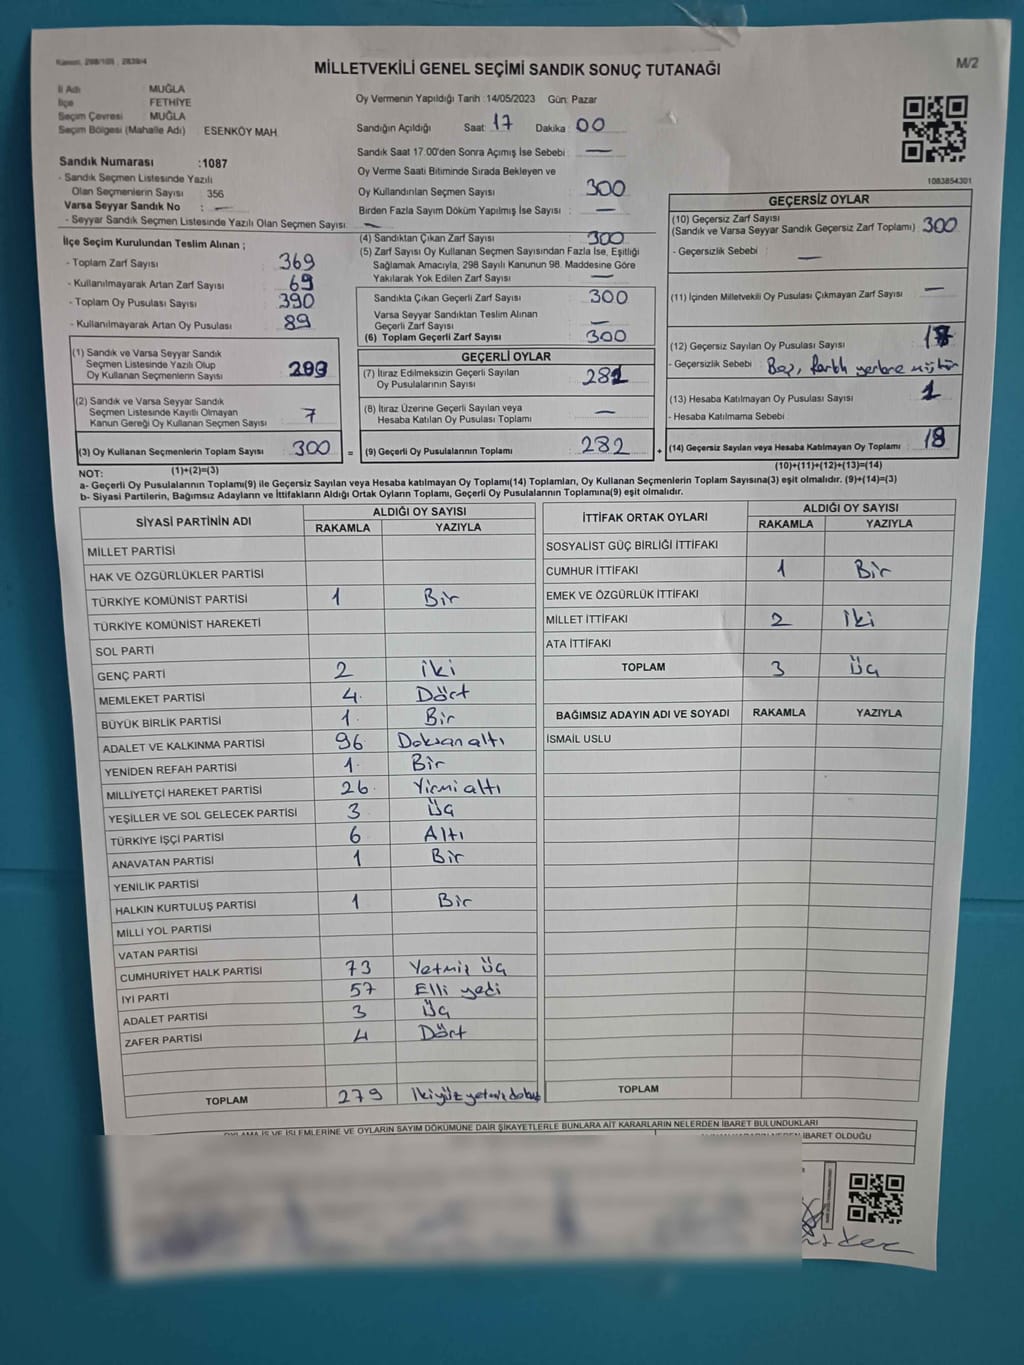 Kanun, 298/105 , 2839/4
MİLLETVEKİLİ GENEL SEÇİMİ SANDIK SONUÇ TUTANAĞI
M/2
İl Adı : MUĞLA
İlçe : FETHİYE
Seçim Çevresi : MUĞLA
Seçim Bölgesi (Mahalle Adı) : ESENKÖY MAH.
Oy Vermenin Yapıldığı Tarih :14/05/2023 Gün: Pazar
Sandığın Açıldığı Saat: 17 Dakika : 00
Sandık Saat 17.00'den Sonra Açımış İse Sebebi : —
Oy Verme Saati Bitiminde Sırada Bekleyen ve
Oy Kullandırılan Seçmen Sayısı : 300
Birden Fazla Sayım Döküm Yapılmış İse Sayısı : —
1083854301
Sandık Numarası :1087
- Sandık Seçmen Listesinde Yazılı
Olan Seçmenlerin Sayısı : 356
Varsa Seyyar Sandık No : —
- Seyyar Sandık Seçmen Listesinde Yazılı Olan Seçmen Sayısı: —
İlçe Seçim Kurulundan Teslim Alınan ;
- Toplam Zarf Sayısı : 369
- Kullanılmayarak Artan Zarf Sayısı : 69
- Toplam Oy Pusulası Sayısı : 390
- Kullanılmayarak Artan Oy Pusulası : 89
(1) Sandık ve Varsa Seyyar Sandık
Seçmen Listesinde Yazılı Olup
Oy Kullanan Seçmenlerin Sayısı : 293
(2) Sandık ve Varsa Seyyar Sandık
Seçmen Listesinde Kayıtlı Olmayan
Kanun Gereği Oy Kullanan Seçmen Sayısı : 7
(3) Oy Kullanan Seçmenlerin Toplam Sayısı : 300
(4) Sandıktan Çıkan Zarf Sayısı : 300
(5) Zarf Sayısı Oy Kullanan Seçmen Sayısından Fazla İse, Eşitliği
Sağlamak Amacıyla, 298 Sayılı Kanunun 98. Maddesine Göre
Yakılarak Yok Edilen Zarf Sayısı : —
Sandıkta Çıkan Geçerli Zarf Sayısı : 300
Varsa Seyyar Sandıktan Teslim Alınan
Geçerli Zarf Sayısı : —
(6) Toplam Geçerli Zarf Sayısı : 300
GEÇERLİ OYLAR
(7) İtiraz Edilmeksizin Geçerli Sayılan
Oy Pusulalarının Sayısı : 282
(8) İtiraz Üzerine Geçerli Sayılan veya
Hesaba Katılan Oy Pusulası Toplamı : —
= (9) Geçerli Oy Pusulalarının Toplamı : 282 +
GEÇERSİZ OYLAR
(10) Geçersiz Zarf Sayısı
(Sandık ve Varsa Seyyar Sandık Geçersiz Zarf Toplamı) : 300
- Geçersizlik Sebebi : —
(11) İçinden Milletvekili Oy Pusulası Çıkmayan Zarf Sayısı : —
(12) Geçersiz Sayılan Oy Pusulası Sayısı :
- Geçersizlik Sebebi : Boş, farklı yerlere mühür
(13) Hesaba Katılmayan Oy Pusulası Sayısı : 1
- Hesaba Katılmama Sebebi :
(14) Geçersiz Sayılan veya Hesaba Katılmayan Oy Toplamı : 18
NOT: (1)+(2)=(3)
(10)+(11)+(12)+(13)=(14)
a- Geçerli Oy Pusulaları Toplamı(9) ile Geçersiz Sayılan veya Hesaba katılmayan Oy Toplamı(14) Toplamları, Oy Kullanan Seçmenlerin Toplam Sayısına(3) eşit olmalıdır. (9)+(14)=(3)
b- Siyasi Partilerin, Bağımsız Adayların ve İttifakların Aldığı Ortak Oyların Toplamı, Geçerli Oy Pusulalarının Toplamına(9) eşit olmalıdır.
SİYASİ PARTİNİN ADI
ALDIĞI OY SAYISI
RAKAMLA YAZIYLA
MİLLET PARTİSİ
HAK VE ÖZGÜRLÜKLER PARTİSİ
TÜRKİYE KOMÜNİST PARTİSİ 1 Bir
TÜRKİYE KOMÜNİST HAREKETİ
SOL PARTİ
GENÇ PARTİ 2 iki
MEMLEKET PARTİSİ 4 Dört
BÜYÜK BİRLİK PARTİSİ 1 Bir
ADALET VE KALKINMA PARTİSİ 96 Doksan altı
YENİDEN REFAH PARTİSİ 1 Bir
MİLLİYETÇİ HAREKET PARTİSİ 26 Yirmi altı
YEŞİLLER VE SOL GELECEK PARTİSİ 3 Üç
TÜRKİYE İŞÇİ PARTİSİ 6 Altı
ANAVATAN PARTİSİ 1 Bir
YENİLİK PARTİSİ
HALKIN KURTULUŞ PARTİSİ 1 Bir
MİLLİ YOL PARTİSİ
VATAN PARTİSİ
CUMHURİYET HALK PARTİSİ 73 Yetmiş Üç
İYİ PARTİ 57 Elli yedi
ADALET PARTİSİ 3 Üç
ZAFER PARTİSİ 4 Dört
TOPLAM 279 İkiyüz yetmiş dokuz
İTTİFAK ORTAK OYLARI
ALDIĞI OY SAYISI
RAKAMLA YAZIYLA
SOSYALİST GÜÇ BİRLİĞİ İTTİFAKI
CUMHUR İTTİFAKI 1 Bir
EMEK VE ÖZGÜRLÜK İTTİFAKI
MİLLET İTTİFAKI 2 İki
ATA İTTİFAKI
TOPLAM 3 Üç
BAĞIMSIZ ADAYIN ADI VE SOYADI RAKAMLA YAZIYLA
İSMAİL USLU
TOPLAM
OYLAMA İŞ VE İŞLEMLERİNE VE OYLARIN SAYIM DÖKÜMÜNE DAİR ŞİKAYETLERLE BUNLARA AİT KARARLARIN NELERDEN İBARET BULUNDUKLARI
İBARET OLDUĞU